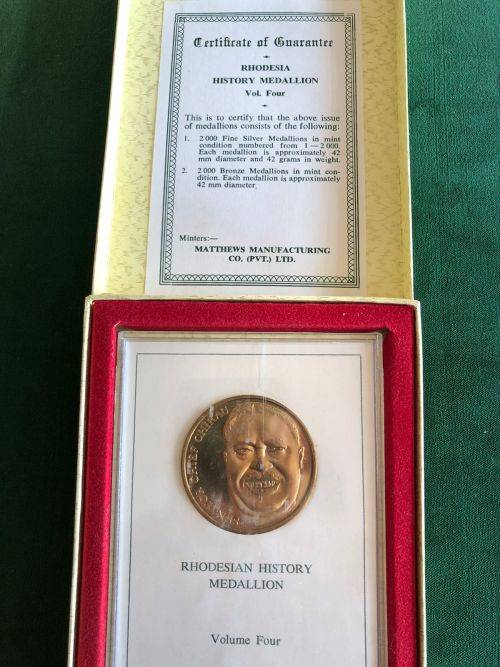 Certificate of Guarantee
RHODESIA
HISTORY MEDALLION
Vol. Four
This is to certify that the above issue
of medallions consists of the following:
1. 2 000 Fine Silver Medallions in mint
condition numbered from 1—2 000.
Each medallion is approximately 42
mm diameter and 42 grams in weight.
2. 2 000 Bronze Medallions in mint con-
dition. Each medallion is approximately
42 mm diameter.
Minters:—
MATTHEWS MANUFACTURING
CO. (PVT.) LTD.
CHIEF CHIRAU
RHODESIAN HISTORY
MEDALLION
Volume Four